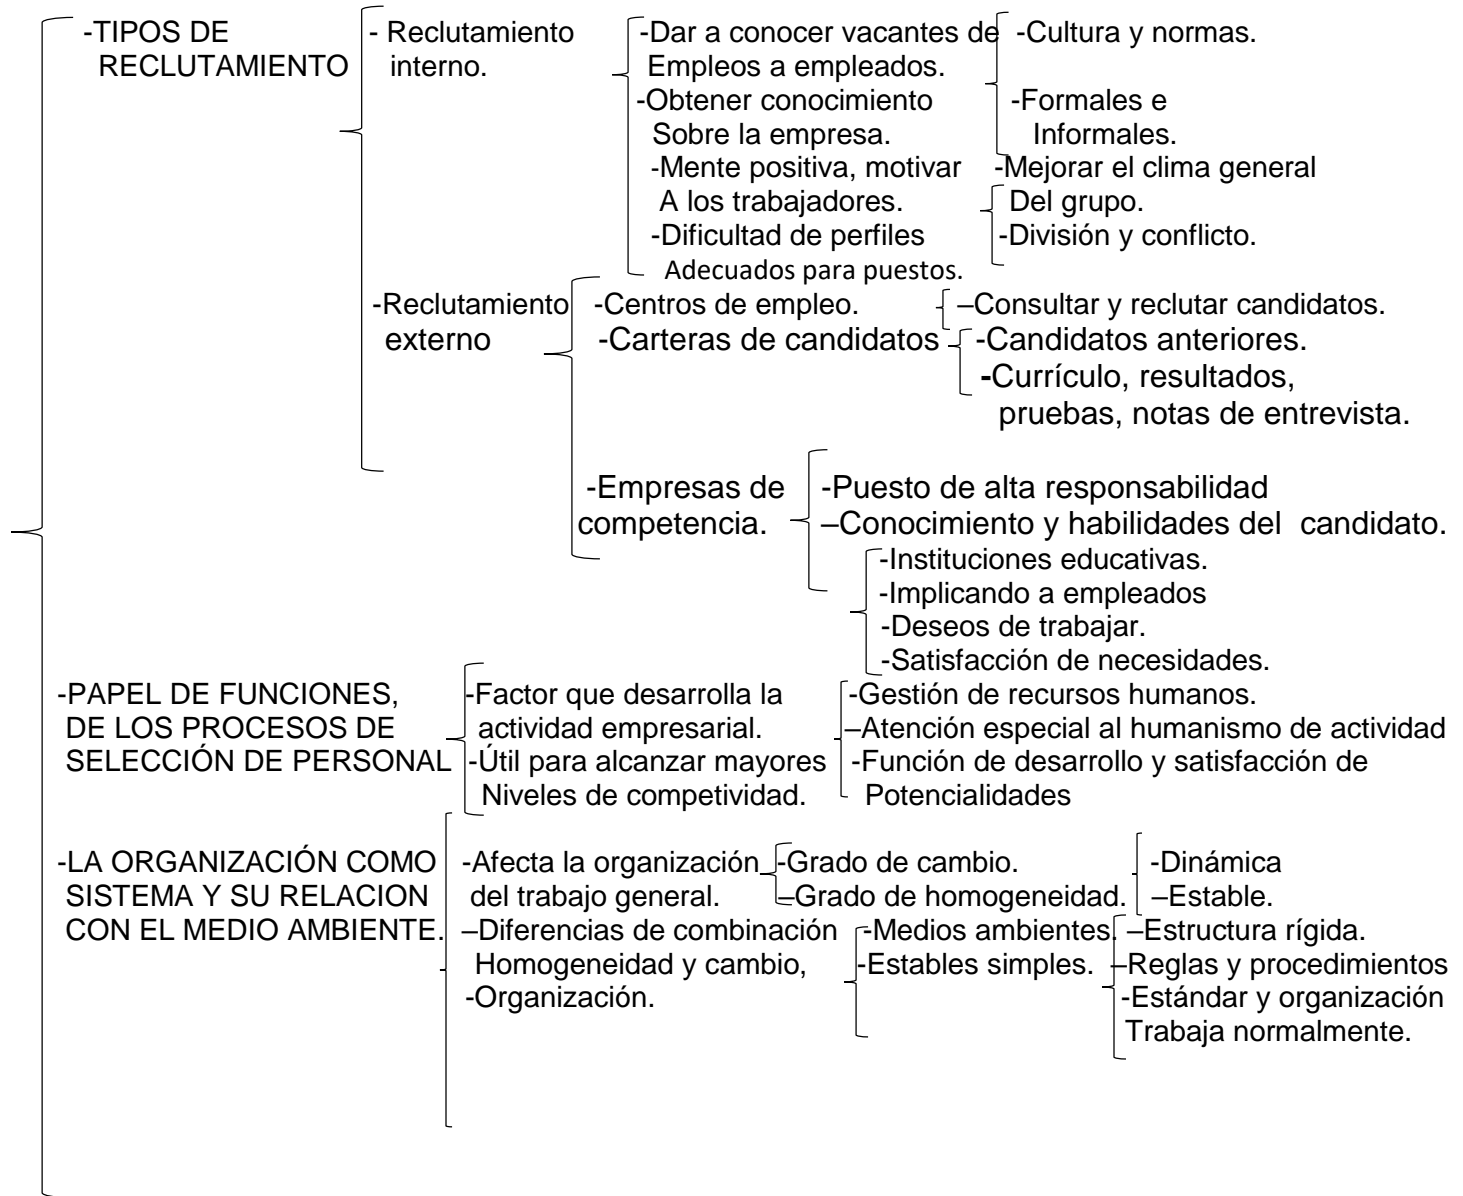 -TIPOS DE
RECLUTAMIENTO
- Reclutamiento
interno.
-Dar a conocer vacantes de
Empleos a empleados.
-Obtener conocimiento
Sobre la empresa.
-Mente positiva, motivar
A los trabajadores.
-Dificultad de perfiles
Adecuados para puestos.
-Cultura y normas.
-Formales e
Informales.
-Mejorar el clima general
Del grupo.
-División y conflicto.
-Reclutamiento
externo
-Centros de empleo.
–Consultar y reclutar candidatos.
-Carteras de candidatos
-Candidatos anteriores.
-Currículo, resultados,
pruebas, notas de entrevista.
-Empresas de
competencia.
-Puesto de alta responsabilidad
–Conocimiento y habilidades del candidato.
-Instituciones educativas.
-Implicando a empleados
-Deseos de trabajar.
-Satisfacción de necesidades.
-PAPEL DE FUNCIONES,
DE LOS PROCESOS DE
SELECCIÓN DE PERSONAL
-Factor que desarrolla la
actividad empresarial.
-Útil para alcanzar mayores
Niveles de competividad.
-Gestión de recursos humanos.
–Atención especial al humanismo de actividad
-Función de desarrollo y satisfacción de
Potencialidades
-LA ORGANIZACIÓN COMO
SISTEMA Y SU RELACION
CON EL MEDIO AMBIENTE.
-Afecta la organización
del trabajo general.
-Grado de cambio.
–Grado de homogeneidad.
-Dinámica
–Estable.
–Diferencias de combinación
Homogeneidad y cambio,
-Organización.
-Medios ambientes.
-Estables simples.
–Estructura rígida.
–Reglas y procedimientos
-Estándar y organización
Trabaja normalmente.